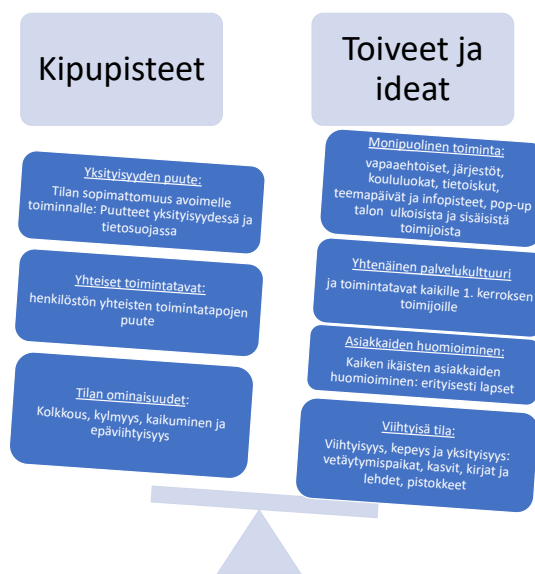 Kipupisteet
Yksityisyyden puute:
Tilan sopimattomuus avoimelle
toiminnalle: Puutteet yksityisyydessä ja
tietosuojassa
Yhteiset toimintatavat:
henkilöstön yhteisten toimintatapojen
puute
Tilan ominaisuudet:
Kolkkous, kylmyys, kaikuminen ja
epäviihtyisyys
Toiveet ja
ideat
Monipuolinen toiminta:
vapaaehtoiset, järjestöt,
koululuokat, tietoiskut,
teemapäivät ja infopisteet, pop-up
talon ulkoisista ja sisäisistä
toimijoista
Yhtenäinen palvelukulttuuri
ja toimintatavat kaikille 1. kerroksen
toimijoille
Asiakkaiden huomioiminen:
Kaiken ikäisten asiakkaiden
huomioiminen: erityisesti lapset
Viihtyisä tila:
Viihtyisyys, kepeys ja yksityisyys:
vetäytymispaikat, kasvit, kirjat ja
lehdet, pistokkeet